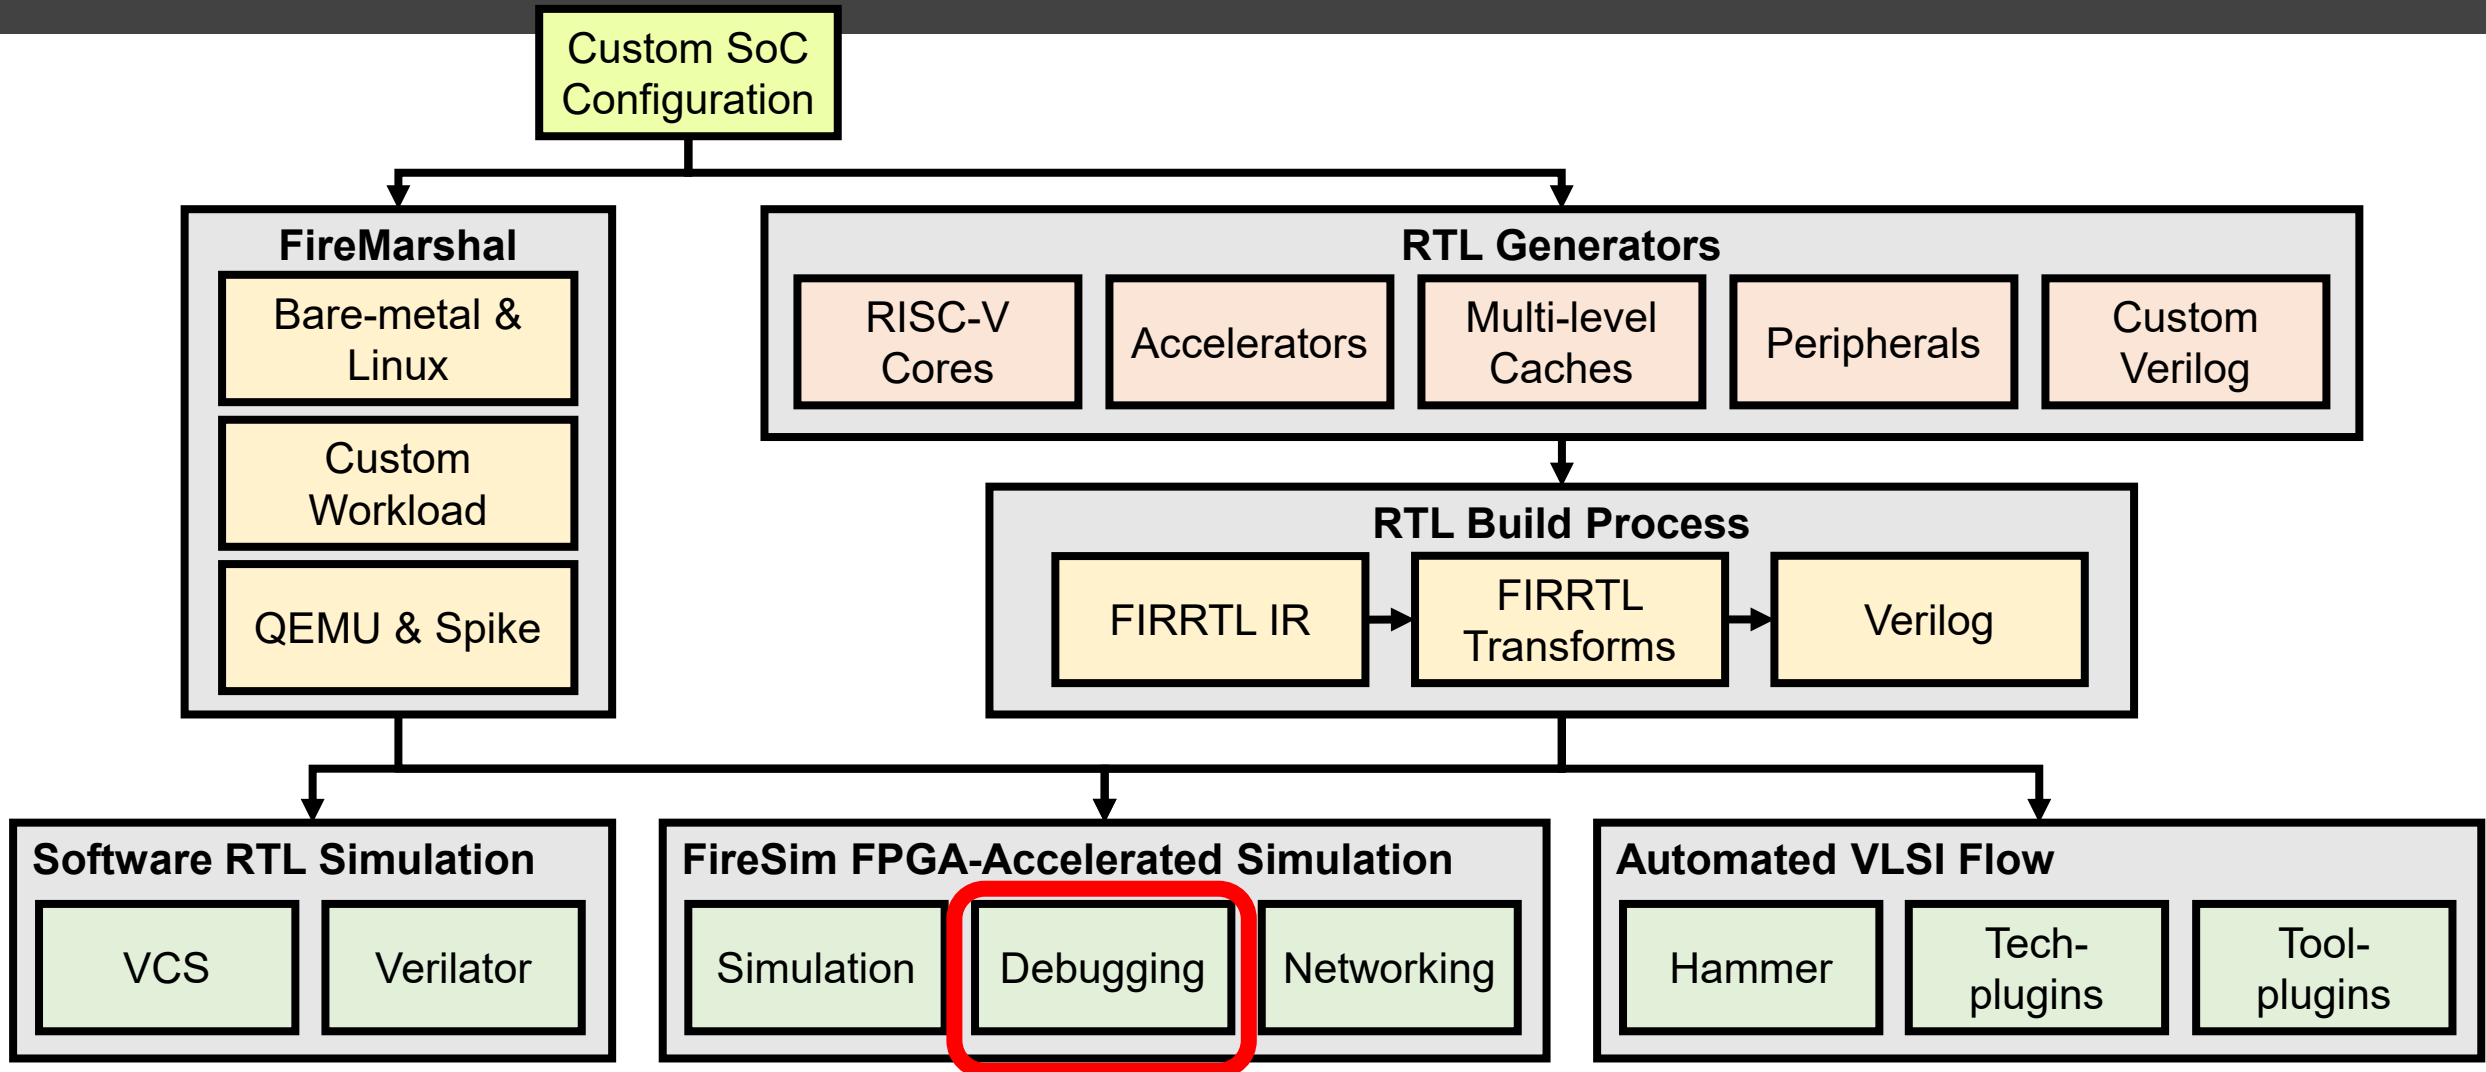 Custom SoC
Configuration
FireMarshal
Bare-metal &
Linux
Custom
Workload
QEMU & Spike
RTL Generators
RISC-V
Cores
Accelerators
Multi-level
Caches
Peripherals
Custom
Verilog
RTL Build Process
FIRRTL IR
FIRRTL
Transforms
Verilog
Software RTL Simulation
VCS
Verilator
FireSim FPGA-Accelerated Simulation
Simulation
Debugging
Networking
Automated VLSI Flow
Hammer
Tech-
plugins
Tool-
plugins